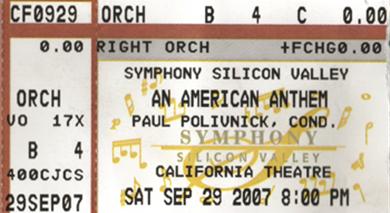 CF0929 ORCH B 4 C 0.00
0.00 RIGHT ORCH +FCHG0.00
SYMPHONY SILICON VALLEY
ORCH AN AMERICAN ANTHEM
VO 17X PAUL POLIVNICK, COND.
SYMPHONY
B 4 SILICON VALLEY
400CJCS CALIFORNIA THEATRE
29SEP07 SAT SEP 29 2007 8:00 PM